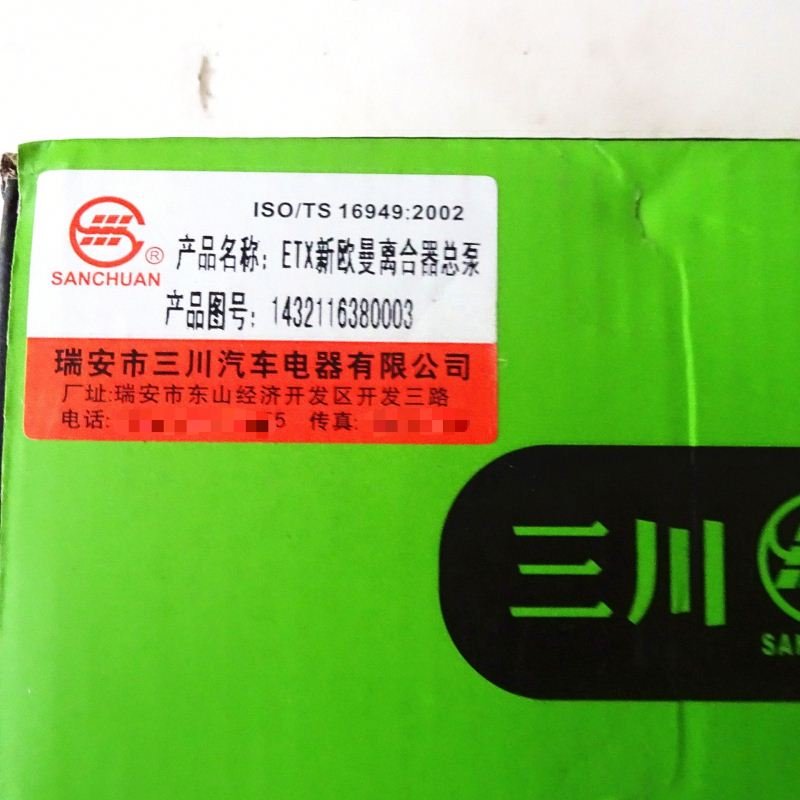 ISO/TS 16949:2002
SANCHUAN
®
产品名称：ETX新欧曼离合器总泵
产品图号：1432116380003
瑞安市三川汽车电器有限公司
厂址:瑞安市东山经济开发区开发三路
电话: 5 传真:
三川
SAN